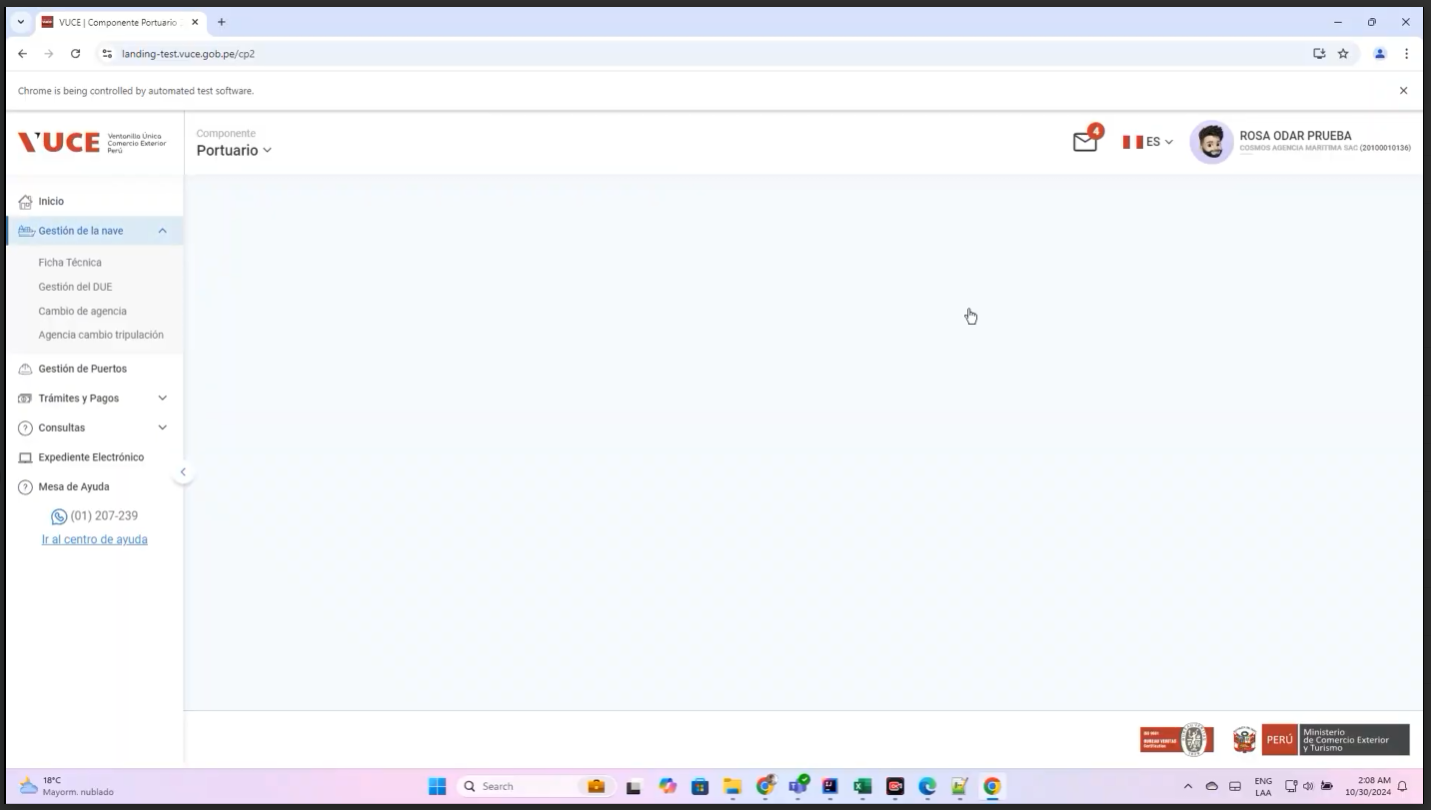 VUCE | Componente Portuario
landing-test.vuce.gob.pe/cp2
Chrome is being controlled by automated test software.
VUCE
Ventanilla Única
Comercio Exterior
Perú
Componente
Portuario
4
ES
ROSA ODAR PRUEBA
COSMOS AGENCIA MARITIMA SAC (20100010136)
Inicio
Gestión de la nave
Ficha Técnica
Gestión del DUE
Cambio de agencia
Agencia cambio tripulación
Gestión de Puertos
Trámites y Pagos
Consultas
Expediente Electrónico
Mesa de Ayuda
(01) 207-239
Ir al centro de ayuda
BUREAU VERITAS
Certification
PERÚ
Ministerio
de Comercio Exterior
y Turismo
18°C
Mayorm. nublado
Search
ENG
LAA
2:08 AM
10/30/2024